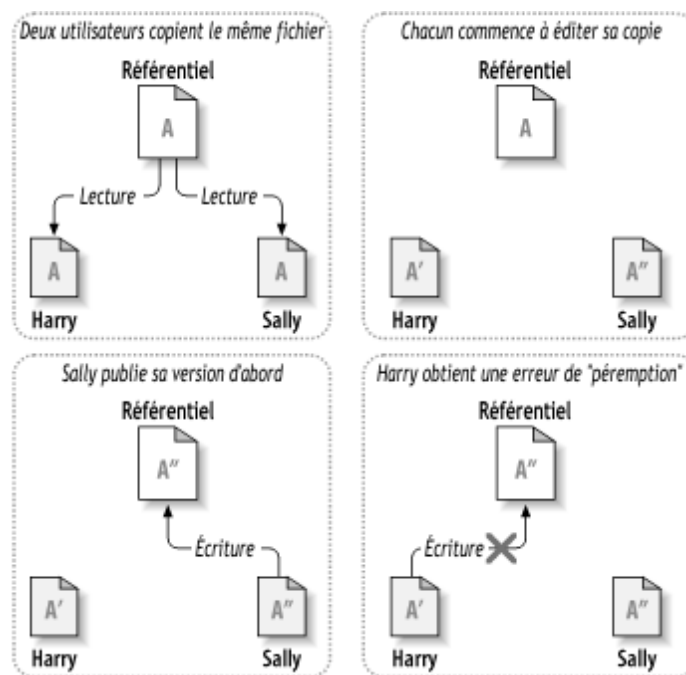 Deux utilisateurs copient le même fichier
Référentiel
A
Lecture
Lecture
A
A
Harry
Sally
Chacun commence à éditer sa copie
Référentiel
A
A'
A"
Harry
Sally
Sally publie sa version d'abord
Référentiel
A"
Écriture
A'
A"
Harry
Sally
Harry obtient une erreur de "péremption"
Référentiel
A"
Écriture
A'
A"
Harry
Sally